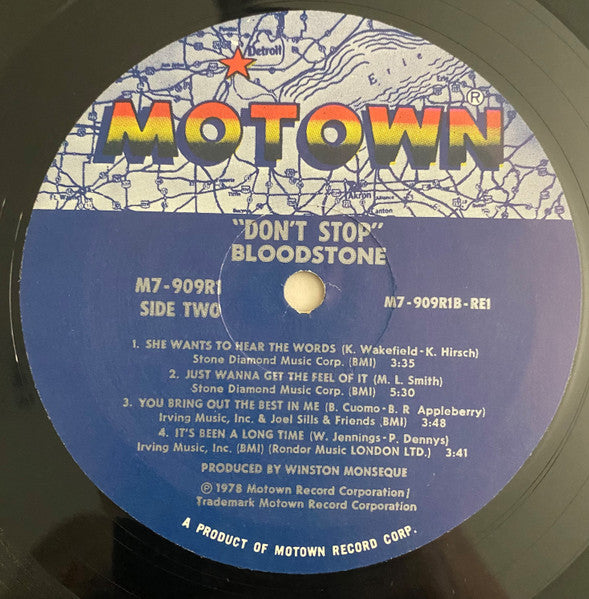 Detroit
Erie
MOTOWN®
Akron
Alliance
Canton
"DON'T STOP"
BLOODSTONE
M7-909R1
SIDE TWO
M7-909R1B-RE1
1. SHE WANTS TO HEAR THE WORDS (K. Wakefield-K. Hirsch)
Stone Diamond Music Corp. (BMI) 3:35
2. JUST WANNA GET THE FEEL OF IT (M. L. Smith)
Stone Diamond Music Corp. (BMI) 5:30
3. YOU BRING OUT THE BEST IN ME (B. Cuomo-B. R Appleberry)
Irving Music, Inc. & Joel Sills & Friends (BMI) 3:48
4. IT'S BEEN A LONG TIME (W. Jennings-P. Dennys)
Irving Music, Inc. (BMI) (Rondor Music LONDON LTD.) 3:41
PRODUCED BY WINSTON MONSEQUE
℗ 1978 Motown Record Corporation/
Trademark Motown Record Corporation
A PRODUCT OF MOTOWN RECORD CORP.